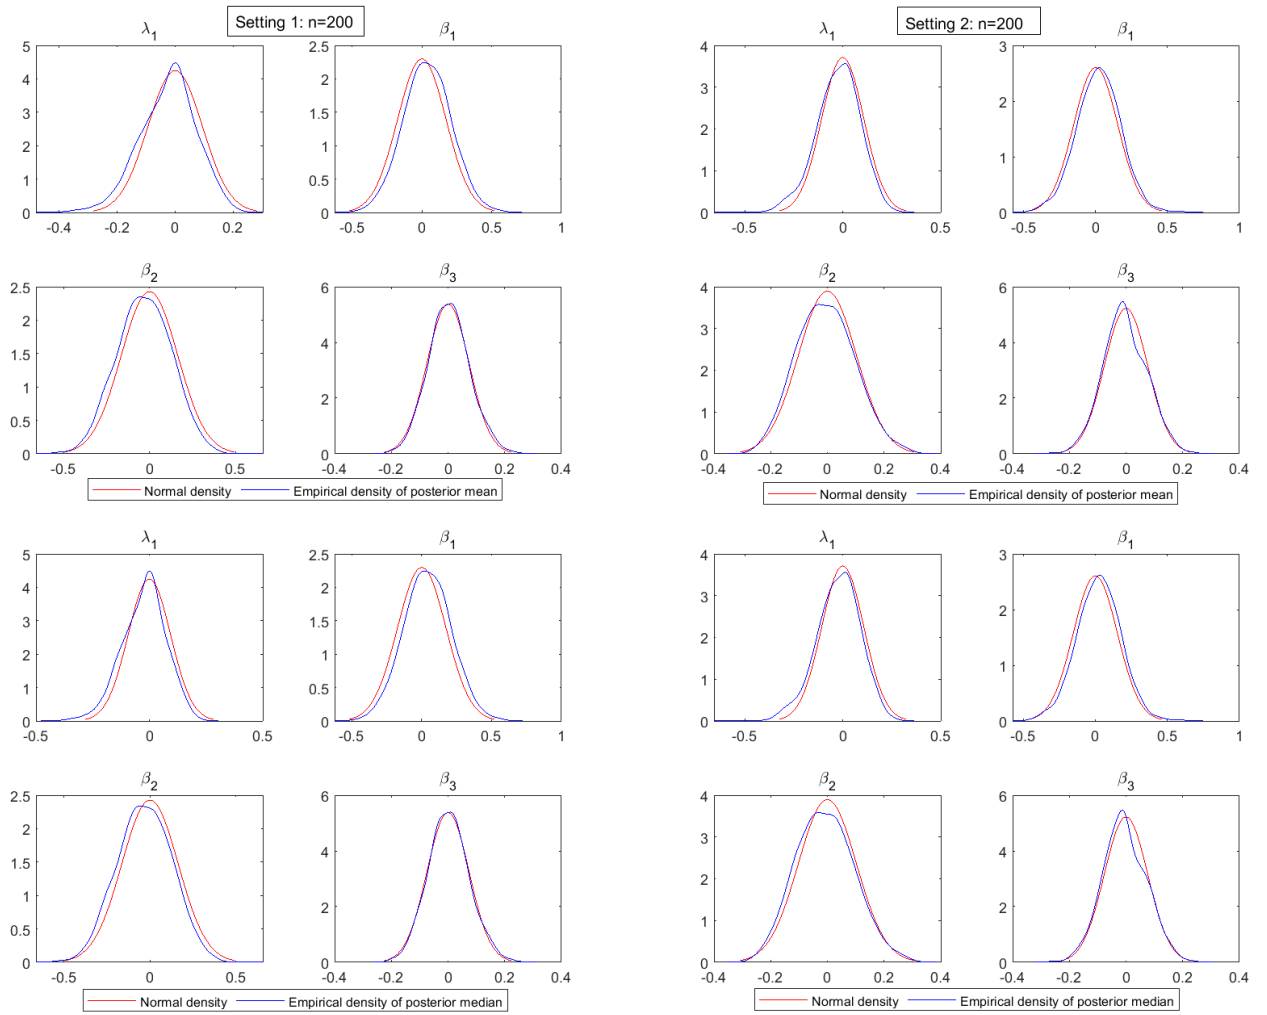 Setting 1: n=200
λ1
β1
5
4
3
2
1
0
-0.4 -0.2 0 0.2
2.5
2
1.5
1
0.5
0
-0.5 0 0.5 1
β2
β3
2.5
2
1.5
1
0.5
0
-0.5 0 0.5
6
4
2
0
-0.4 -0.2 0 0.2 0.4
Normal density Empirical density of posterior mean
Setting 2: n=200
λ1
β1
4
3
2
1
0
-0.5 0 0.5
3
2
1
0
-0.5 0 0.5 1
β2
β3
4
3
2
1
0
-0.4 -0.2 0 0.2 0.4
6
4
2
0
-0.4 -0.2 0 0.2 0.4
Normal density Empirical density of posterior mean
λ1
β1
5
4
3
2
1
0
-0.5 0 0.5
2.5
2
1.5
1
0.5
0
-0.5 0 0.5 1
β2
β3
2.5
2
1.5
1
0.5
0
-0.5 0 0.5
6
4
2
0
-0.4 -0.2 0 0.2 0.4
Normal density Empirical density of posterior median
λ1
β1
4
3
2
1
0
-0.5 0 0.5
3
2
1
0
-0.5 0 0.5 1
β2
β3
4
3
2
1
0
-0.4 -0.2 0 0.2 0.4
6
4
2
0
-0.4 -0.2 0 0.2 0.4
Normal density Empirical density of posterior median